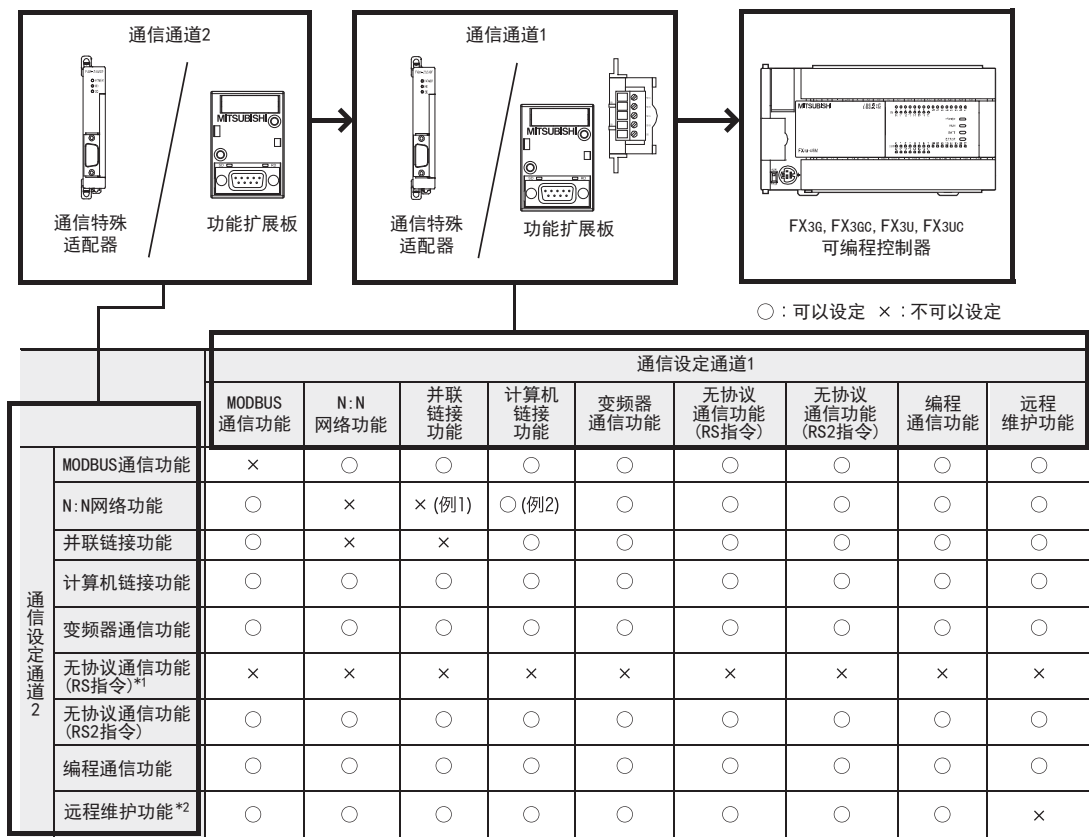 通信通道2
通信通道1
MITSUBISHI
MITSUBISHI
MITSUBISHI
通信特殊
适配器
功能扩展板
通信特殊
适配器
功能扩展板
FX3G, FX3GC, FX3U, FX3UC
可编程控制器
○：可以设定 ×：不可以设定
通信设定通道1
MODBUS
通信功能
N:N
网络功能
并联
链接
功能
计算机
链接
功能
变频器
通信功能
无协议
通信功能
(RS指令)
无协议
通信功能
(RS2指令)
编程
通信功能
远程
维护功能
通信设定通道2
MODBUS通信功能 × ○ ○ ○ ○ ○ ○ ○ ○
N:N网络功能 ○ × ×(例1) ○(例2) ○ ○ ○ ○ ○
并联链接功能 ○ × × ○ ○ ○ ○ ○ ○
计算机链接功能 ○ ○ ○ ○ ○ ○ ○ ○ ○
变频器通信功能 ○ ○ ○ ○ ○ ○ ○ ○ ○
无协议通信功能
(RS指令)*1 × × × × × × × × ×
无协议通信功能
(RS2指令) ○ ○ ○ ○ ○ ○ ○ ○ ○
编程通信功能 ○ ○ ○ ○ ○ ○ ○ ○ ○
远程维护功能*2 ○ ○ ○ ○ ○ ○ ○ ○ ×